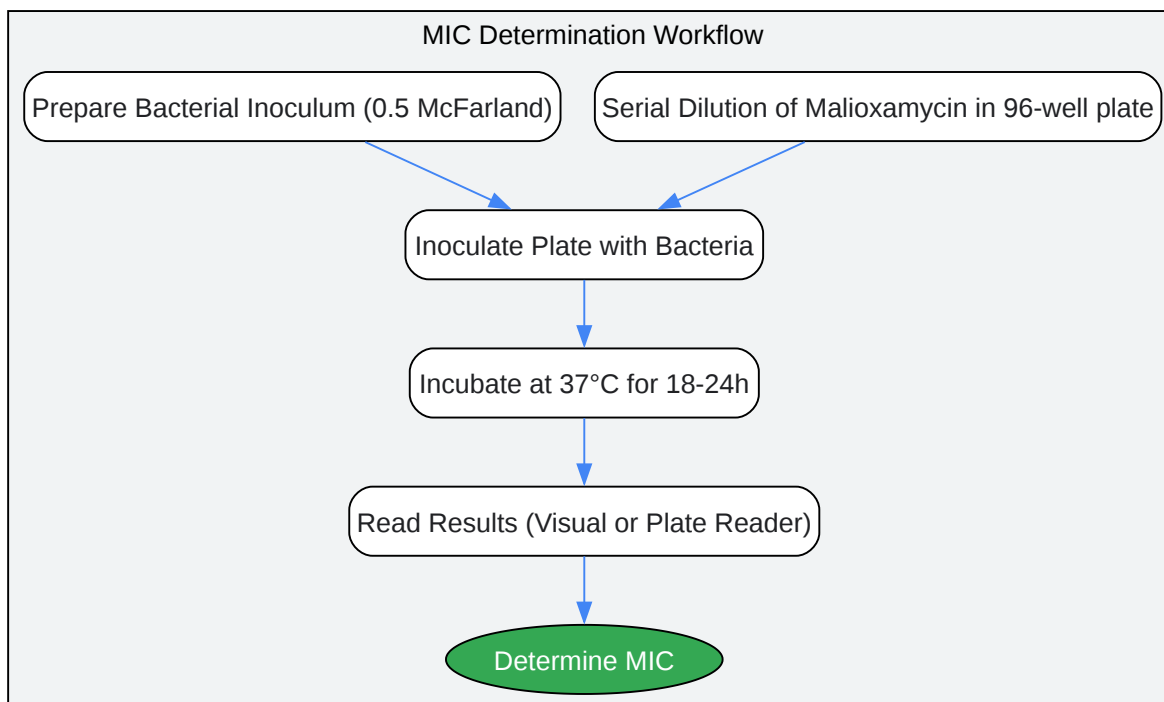 MIC Determination Workflow
Prepare Bacterial Inoculum (0.5 McFarland)
Serial Dilution of Malioxamycin in 96-well plate
Inoculate Plate with Bacteria
Incubate at 37°C for 18-24h
Read Results (Visual or Plate Reader)
Determine MIC